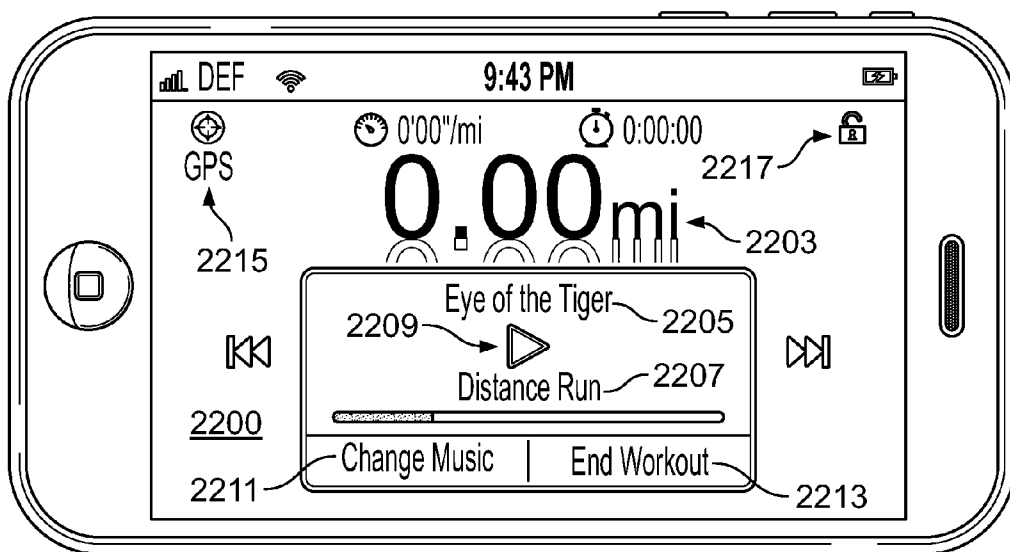 DEF 9:43 PM
0'00"/mi 0:00:00
GPS 2217
0.00mi
2215 2203
Eye of the Tiger 2205
2209
Distance Run 2207
2200
Change Music | End Workout
2211 2213